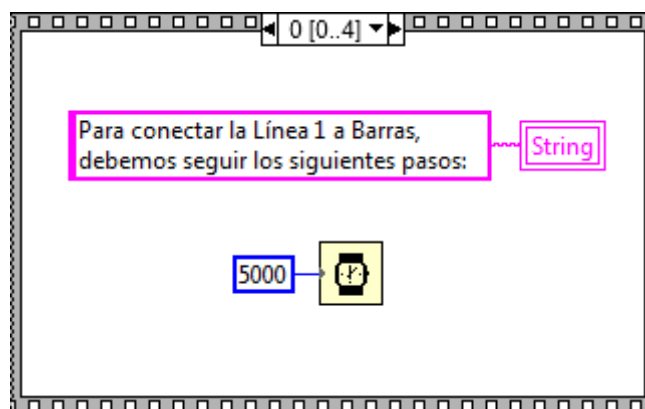 0 [0..4]
Para conectar la Línea 1 a Barras,
debemos seguir los siguientes pasos:
String
5000